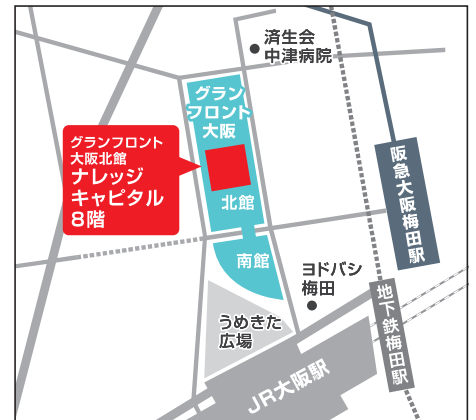 済生会
中津病院
グラン
フロント
大阪
グランフロント
大阪北館
ナレッジ
キャピタル
8階
北館
阪急大阪梅田駅
南館
ヨドバシ
梅田
地下鉄梅田駅
うめきた
広場
JR大阪駅